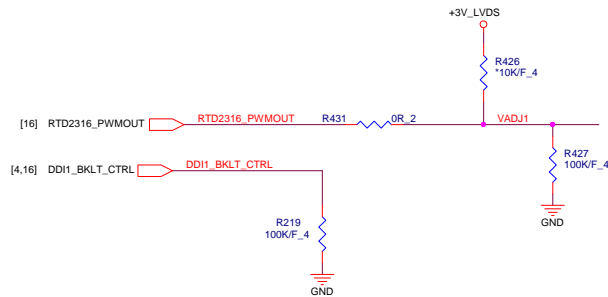 +3V_LVDS
R426
*10K/F_4
[16] RTD2316_PWMOUT
RTD2316_PWMOUT
R431
0R_2
VADJ1
R427
100K/F_4
GND
[4,16] DDI1_BKLT_CTRL
DDI1_BKLT_CTRL
R219
100K/F_4
GND